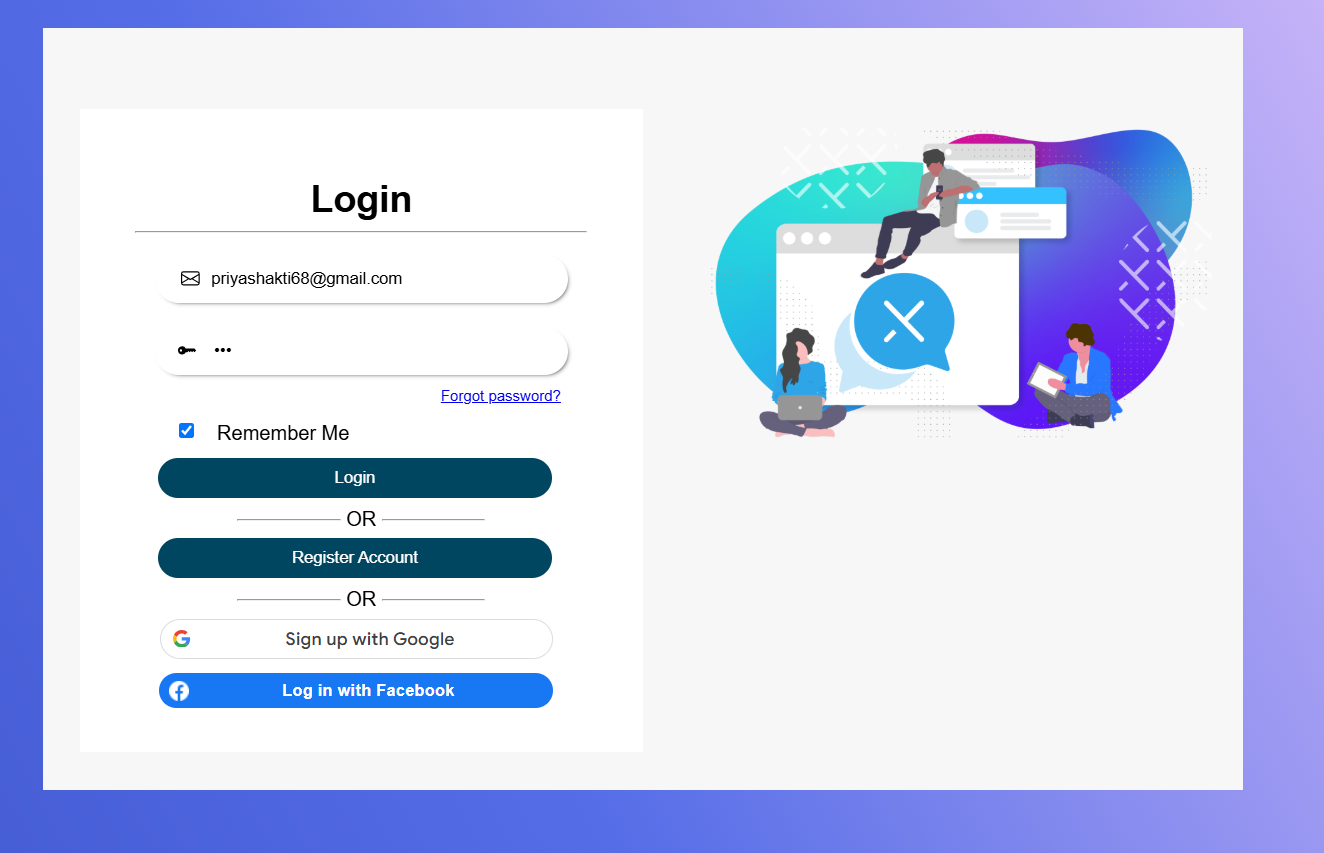 Login
priyashakti68@gmail.com
•••
Forgot password?
Remember Me
Login
OR
Register Account
OR
Sign up with Google
Log in with Facebook